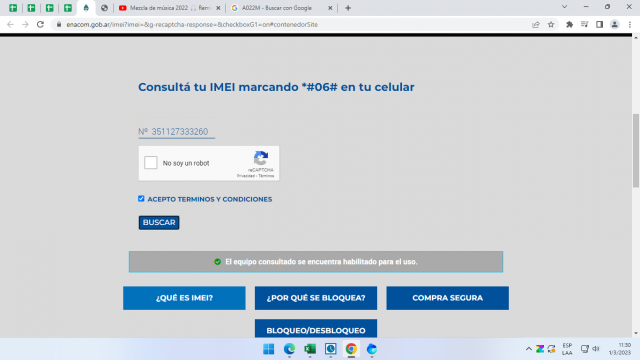 Mezcla de música 2022
A022M - Buscar con Google
enacom.gob.ar/imei?imei=&g-recaptcha-response=&checkboxG1=on#contenedorSite
Consultá tu IMEI marcando *#06# en tu celular
Nº 351127333260
No soy un robot
reCAPTCHA
Privacidad - Términos
ACEPTO TERMINOS Y CONDICIONES
BUSCAR
El equipo consultado se encuentra habilitado para el uso.
¿QUÉ ES IMEI?
¿POR QUÉ SE BLOQUEA?
COMPRA SEGURA
BLOQUEO/DESBLOQUEO
ESP
LAA
11:30
1/3/2023